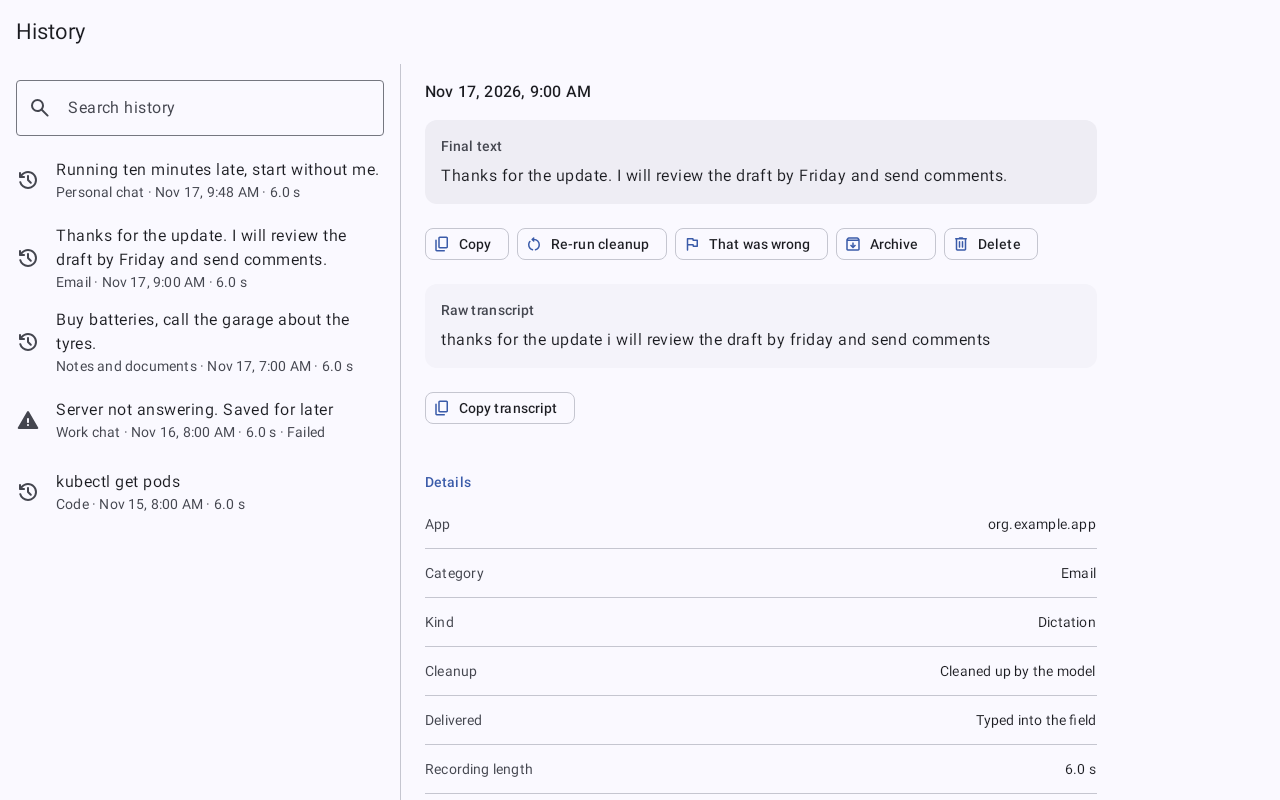 History
Search history
Running ten minutes late, start without me.
Personal chat · Nov 17, 9:48 AM · 6.0 s
Thanks for the update. I will review the
draft by Friday and send comments.
Email · Nov 17, 9:00 AM · 6.0 s
Buy batteries, call the garage about the
tyres.
Notes and documents · Nov 17, 7:00 AM · 6.0 s
Server not answering. Saved for later
Work chat · Nov 16, 8:00 AM · 6.0 s · Failed
kubectl get pods
Code · Nov 15, 8:00 AM · 6.0 s
Nov 17, 2026, 9:00 AM
Final text
Thanks for the update. I will review the draft by Friday and send comments.
Copy Re-run cleanup That was wrong Archive Delete
Raw transcript
thanks for the update i will review the draft by friday and send comments
Copy transcript
Details
App org.example.app
Category Email
Kind Dictation
Cleanup Cleaned up by the model
Delivered Typed into the field
Recording length 6.0 s